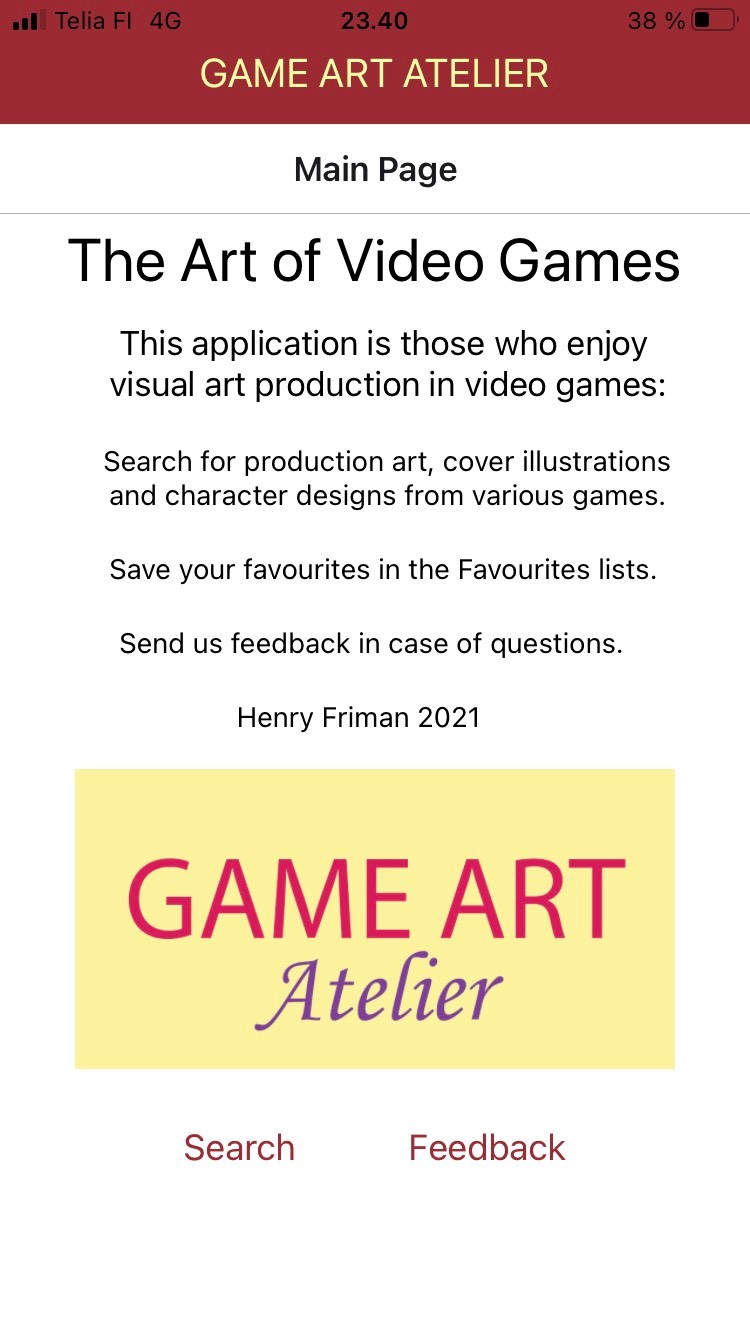 Telia FI 4G 23.40 38 %
GAME ART ATELIER
Main Page
The Art of Video Games
This application is those who enjoy
visual art production in video games:
Search for production art, cover illustrations
and character designs from various games.
Save your favourites in the Favourites lists.
Send us feedback in case of questions.
Henry Friman 2021
GAME ART
Atelier
Search Feedback